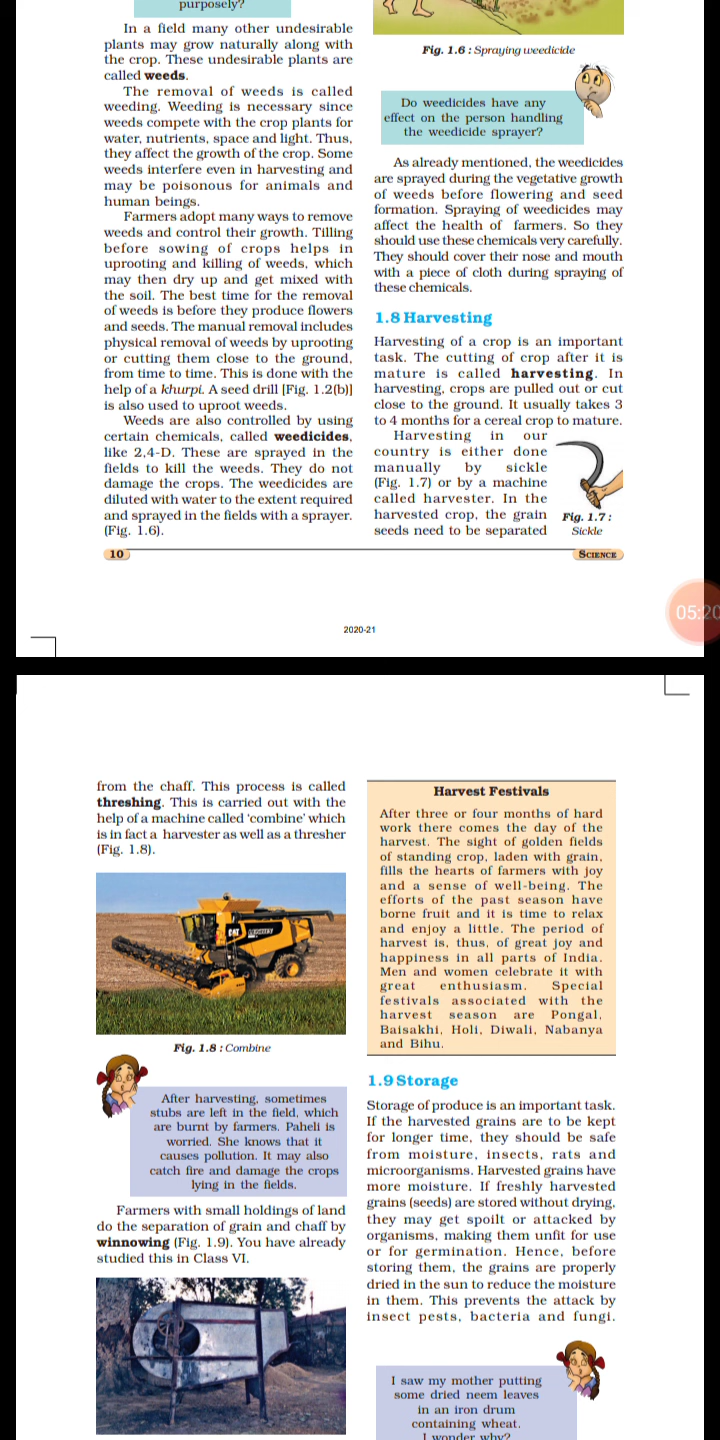 purposely?
In a field many other undesirable
plants may grow naturally along with
the crop. These undesirable plants are
called weeds.
The removal of weeds is called
weeding. Weeding is necessary since
weeds compete with the crop plants for
water, nutrients, space and light. Thus,
they affect the growth of the crop. Some
weeds interfere even in harvesting and
may be poisonous for animals and
human beings.
Farmers adopt many ways to remove
weeds and control their growth. Tilling
before sowing of crops helps in
uprooting and killing of weeds, which
may then dry up and get mixed with
the soil. The best time for the removal
of weeds is before they produce flowers
and seeds. The manual removal includes
physical removal of weeds by uprooting
or cutting them close to the ground,
from time to time. This is done with the
help of a khurpi. A seed drill [Fig. 1.2(b)]
is also used to uproot weeds.
Weeds are also controlled by using
certain chemicals, called weedicides,
like 2,4-D. These are sprayed in the
fields to kill the weeds. They do not
damage the crops. The weedicides are
diluted with water to the extent required
and sprayed in the fields with a sprayer.
(Fig. 1.6).
Fig. 1.6 : Spraying weedicide
Do weedicides have any
effect on the person handling
the weedicide sprayer?
As already mentioned, the weedicides
are sprayed during the vegetative growth
of weeds before flowering and seed
formation. Spraying of weedicides may
affect the health of farmers. So they
should use these chemicals very carefully.
They should cover their nose and mouth
with a piece of cloth during spraying of
these chemicals.
1.8 Harvesting
Harvesting of a crop is an important
task. The cutting of crop after it is
mature is called harvesting. In
harvesting, crops are pulled out or cut
close to the ground. It usually takes 3
to 4 months for a cereal crop to mature.
Harvesting in our
country is either done
manually by sickle
(Fig. 1.7) or by a machine
called harvester. In the
harvested crop, the grain
seeds need to be separated
Fig. 1.7 :
Sickle
10
SCIENCE
05:20
2020-21
from the chaff. This process is called
threshing. This is carried out with the
help of a machine called 'combine' which
is in fact a harvester as well as a thresher
(Fig. 1.8).
CAT
Fig. 1.8 : Combine
After harvesting, sometimes
stubs are left in the field, which
are burnt by farmers. Paheli is
worried. She knows that it
causes pollution. It may also
catch fire and damage the crops
lying in the fields.
Farmers with small holdings of land
do the separation of grain and chaff by
winnowing (Fig. 1.9). You have already
studied this in Class VI.
Harvest Festivals
After three or four months of hard
work there comes the day of the
harvest. The sight of golden fields
of standing crop, laden with grain,
fills the hearts of farmers with joy
and a sense of well-being. The
efforts of the past season have
borne fruit and it is time to relax
and enjoy a little. The period of
harvest is, thus, of great joy and
happiness in all parts of India.
Men and women celebrate it with
great enthusiasm. Special
festivals associated with the
harvest season are Pongal,
Baisakhi, Holi, Diwali, Nabanya
and Bihu.
1.9 Storage
Storage of produce is an important task.
If the harvested grains are to be kept
for longer time, they should be safe
from moisture, insects, rats and
microorganisms. Harvested grains have
more moisture. If freshly harvested
grains (seeds) are stored without drying,
they may get spoilt or attacked by
organisms, making them unfit for use
or for germination. Hence, before
storing them, the grains are properly
dried in the sun to reduce the moisture
in them. This prevents the attack by
insect pests, bacteria and fungi.
I saw my mother putting
some dried neem leaves
in an iron drum
containing wheat.
I wonder why?